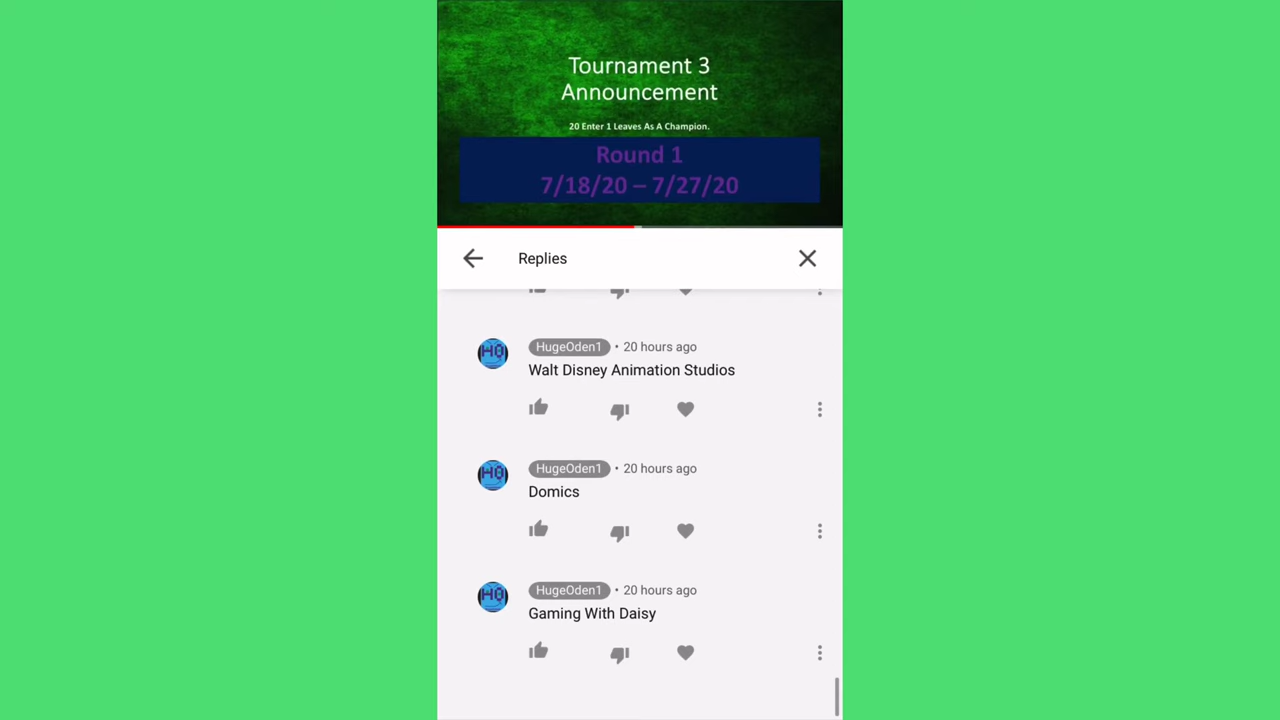 Tournament 3
Announcement
20 Enter 1 Leaves As A Champion.
Round 1
7/18/20 – 7/27/20
Replies
HugeOden1 • 20 hours ago
Walt Disney Animation Studios
HugeOden1 • 20 hours ago
Domics
HugeOden1 • 20 hours ago
Gaming With Daisy